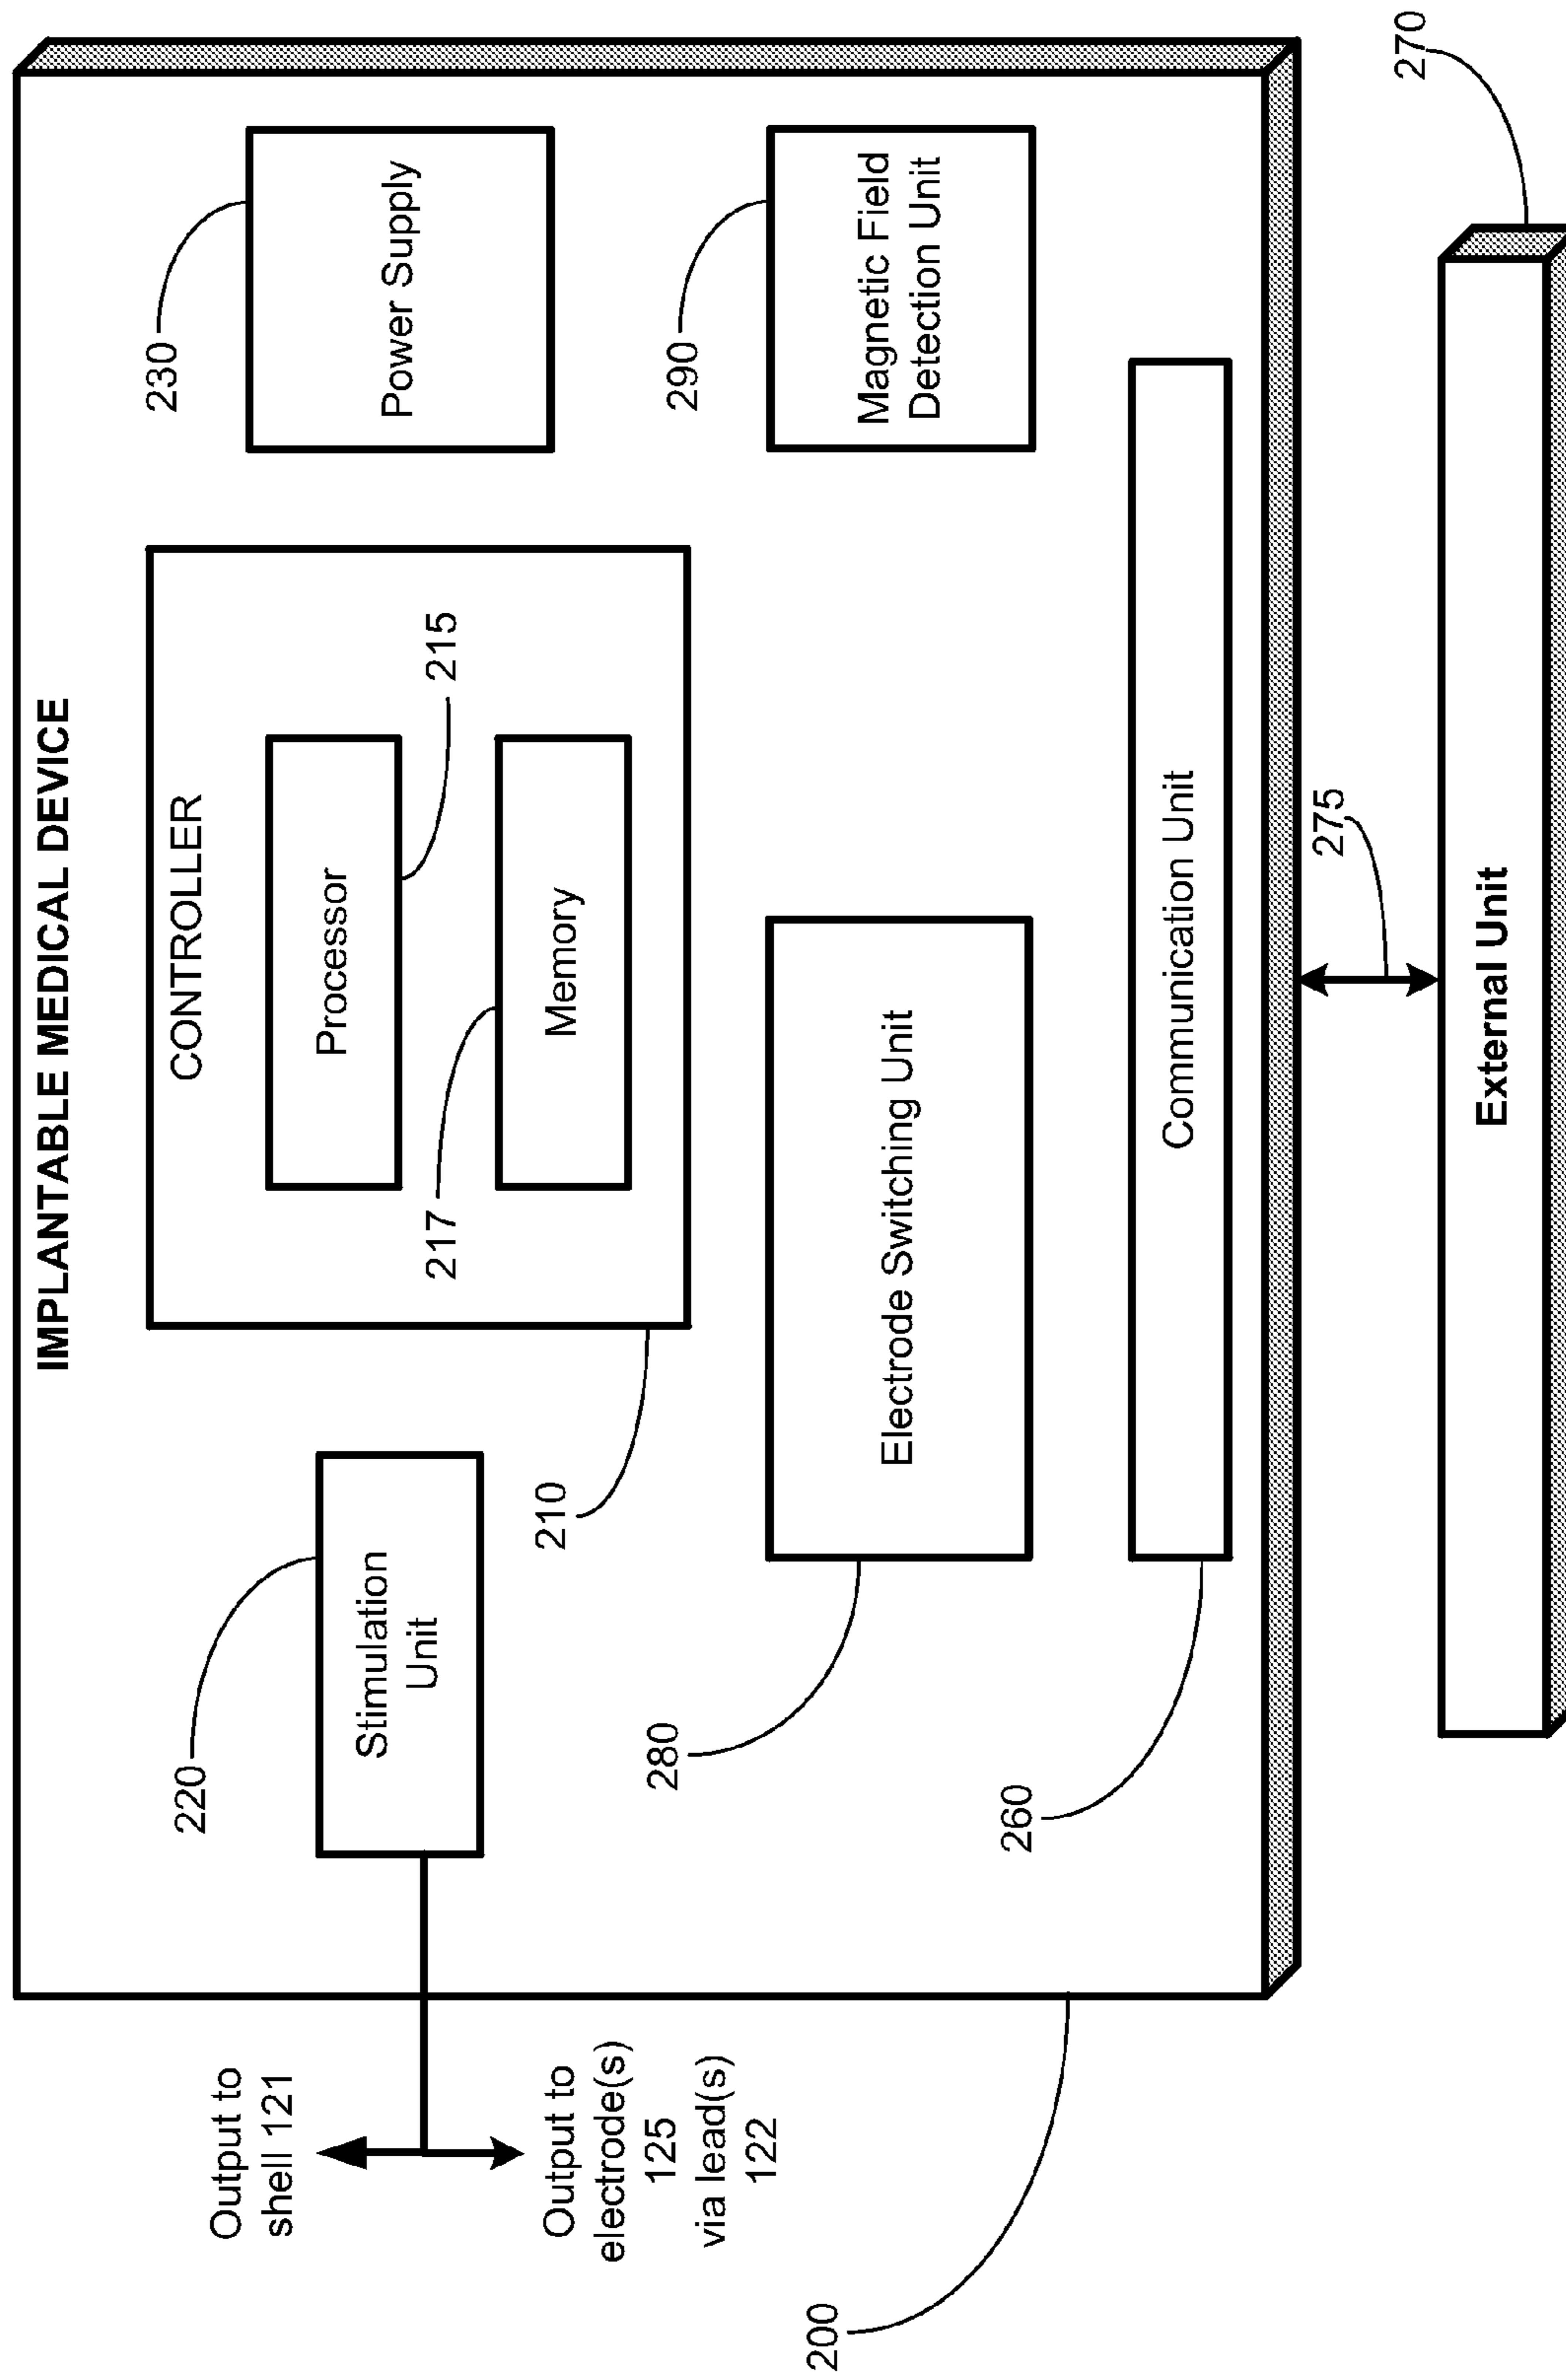 IMPLANTABLE MEDICAL DEVICE
Output to
shell 121
Output to
electrode(s)
125
via lead(s)
122
220
Stimulation
Unit
CONTROLLER
Processor
215
217
Memory
210
230
Power Supply
280
Electrode Switching Unit
290
Magnetic Field
Detection Unit
260
Communication Unit
200
275
External Unit
270